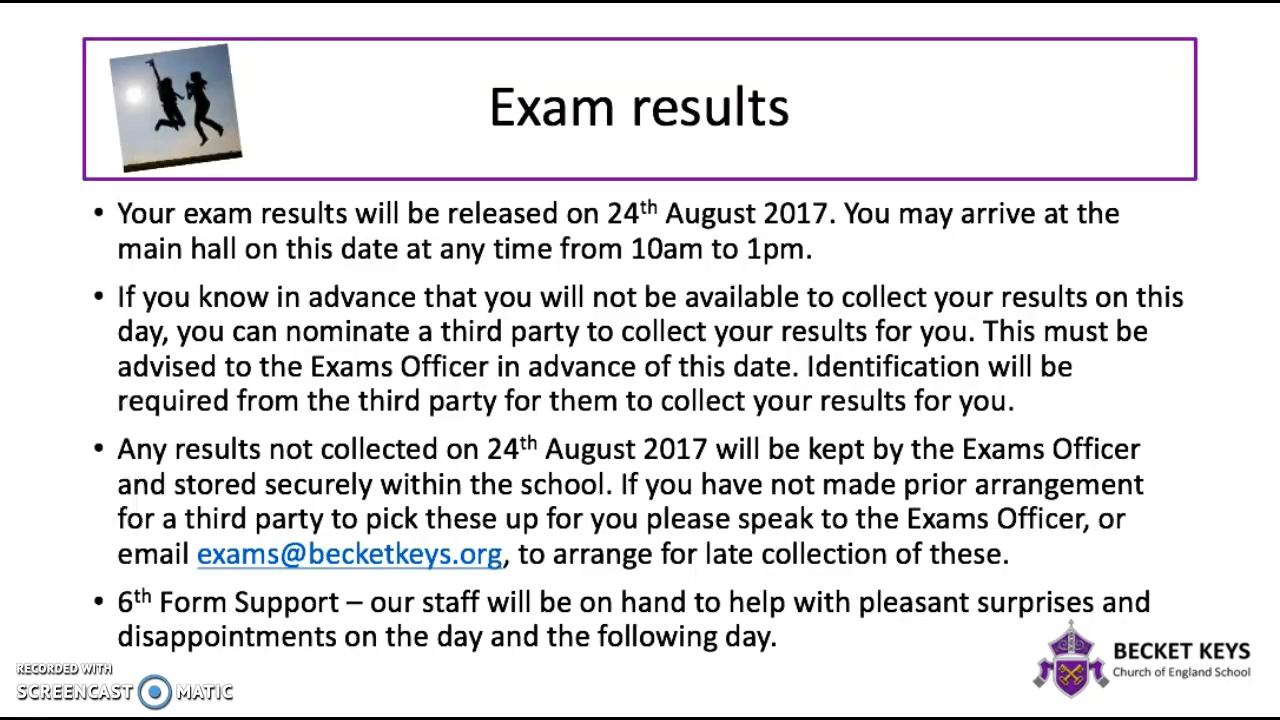 Exam results
• Your exam results will be released on 24th August 2017. You may arrive at the
main hall on this date at any time from 10am to 1pm.
• If you know in advance that you will not be available to collect your results on this
day, you can nominate a third party to collect your results for you. This must be
advised to the Exams Officer in advance of this date. Identification will be
required from the third party for them to collect your results for you.
• Any results not collected on 24th August 2017 will be kept by the Exams Officer
and stored securely within the school. If you have not made prior arrangement
for a third party to pick these up for you please speak to the Exams Officer, or
email exams@becketkeys.org, to arrange for late collection of these.
• 6th Form Support – our staff will be on hand to help with pleasant surprises and
disappointments on the day and the following day.
BECKET KEYS
Church of England School
RECORDED WITH
SCREENCAST MATIC